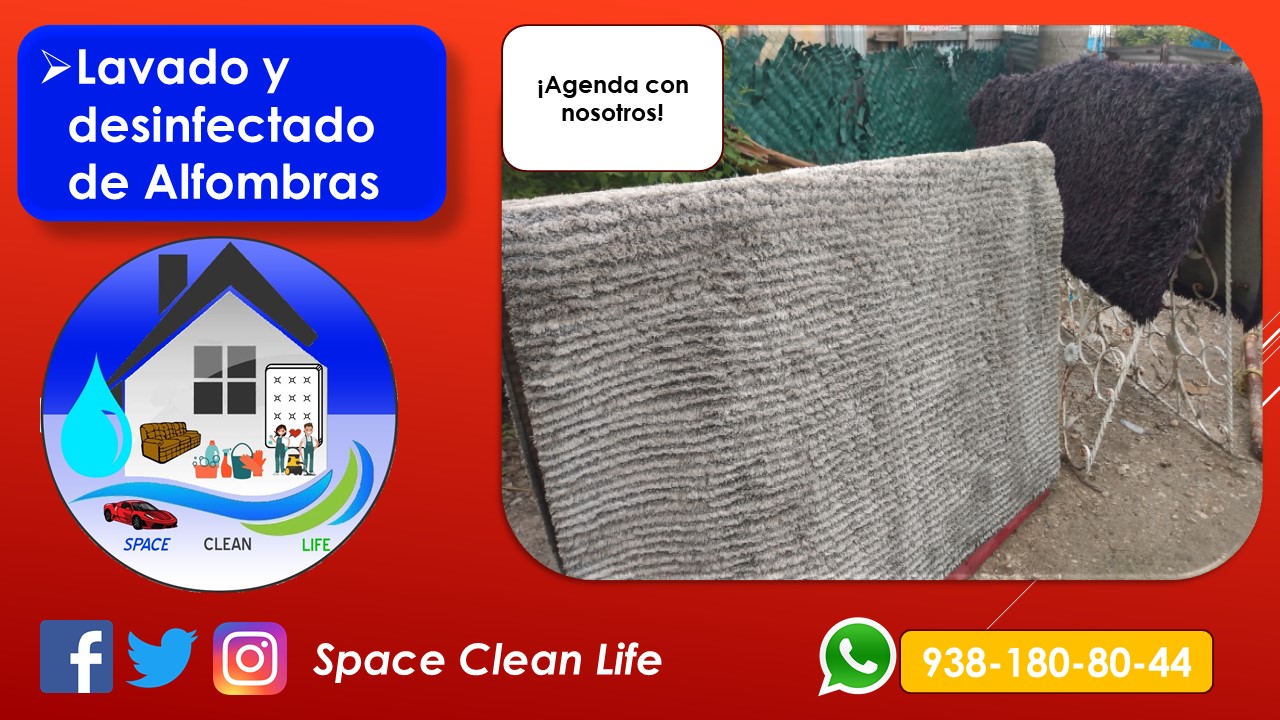 ➢Lavado y
desinfectado
de Alfombras
¡Agenda con
nosotros!
SPACE CLEAN LIFE
Space Clean Life
938-180-80-44